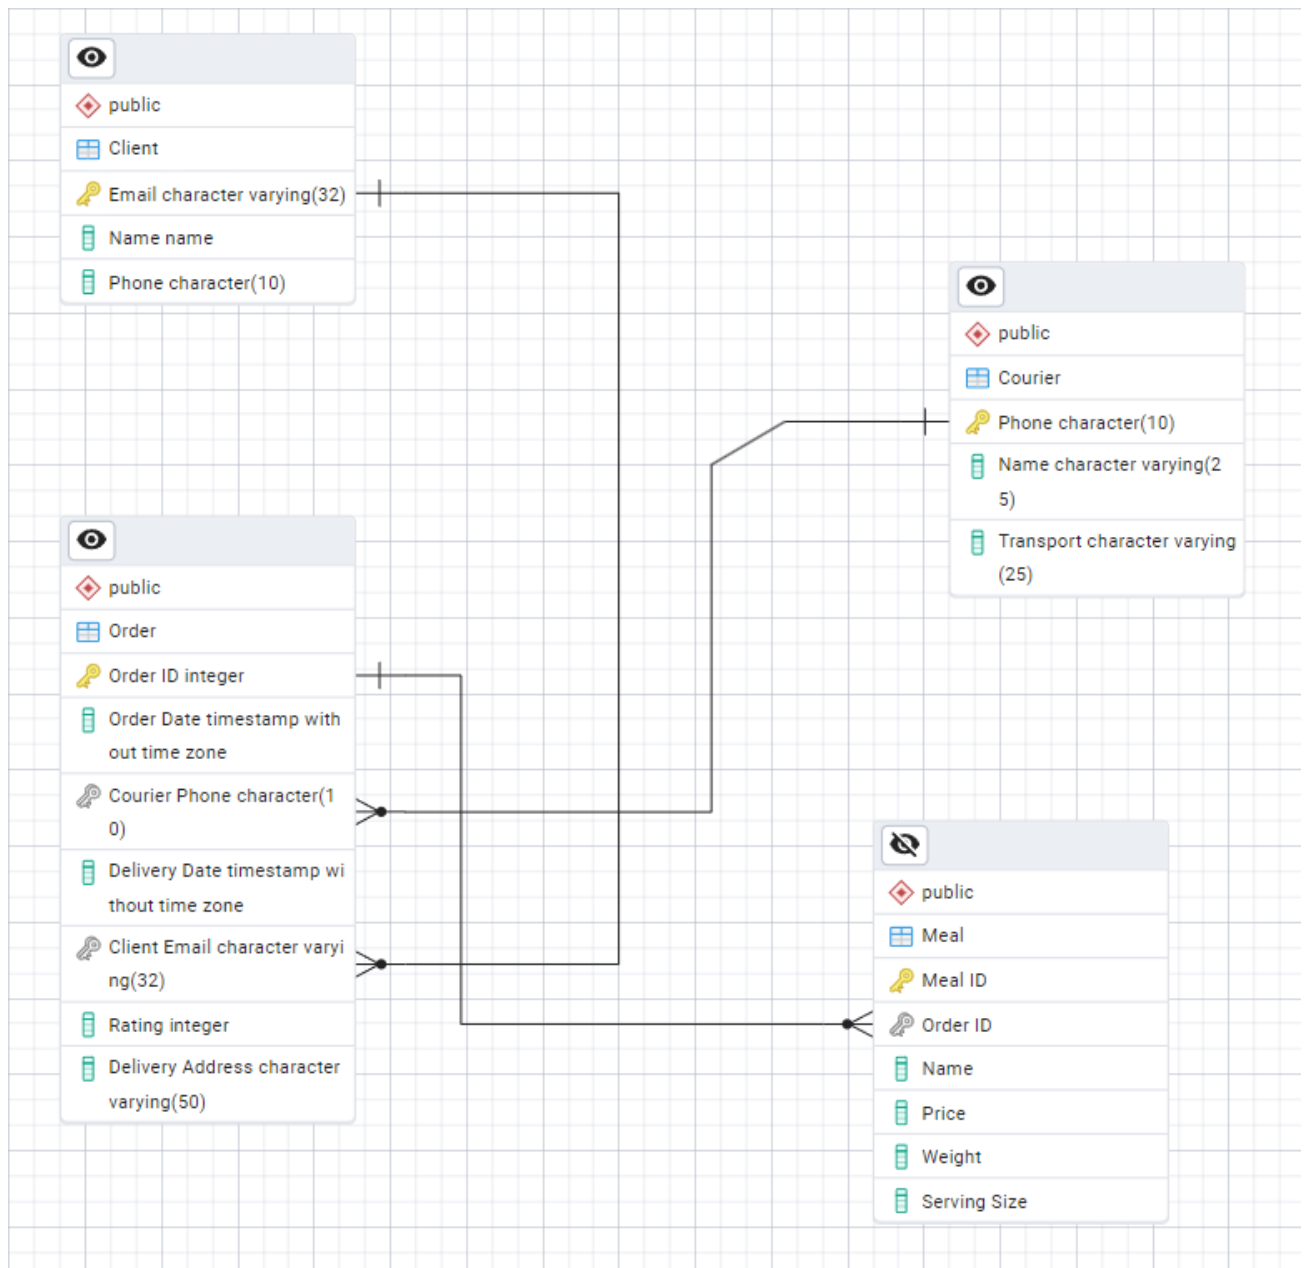 public
Client
Email character varying(32)
Name name
Phone character(10)
public
Courier
Phone character(10)
Name character varying(2
5)
Transport character varying
(25)
public
Order
Order ID integer
Order Date timestamp with
out time zone
Courier Phone character(1
0)
Delivery Date timestamp wi
thout time zone
Client Email character varyi
ng(32)
Rating integer
Delivery Address character
varying(50)
public
Meal
Meal ID
Order ID
Name
Price
Weight
Serving Size